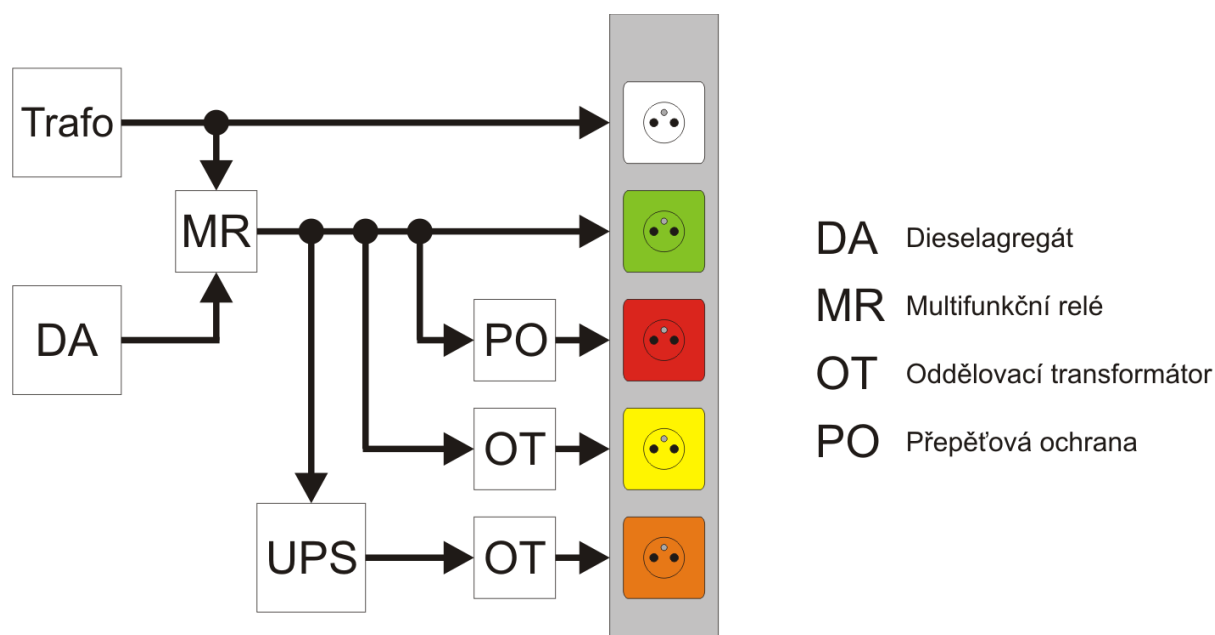 Trafo
MR
DA
PO
OT
UPS
OT
DA Dieselagregát
MR Multifunkční relé
OT Oddělovací transformátor
PO Přepěťová ochrana